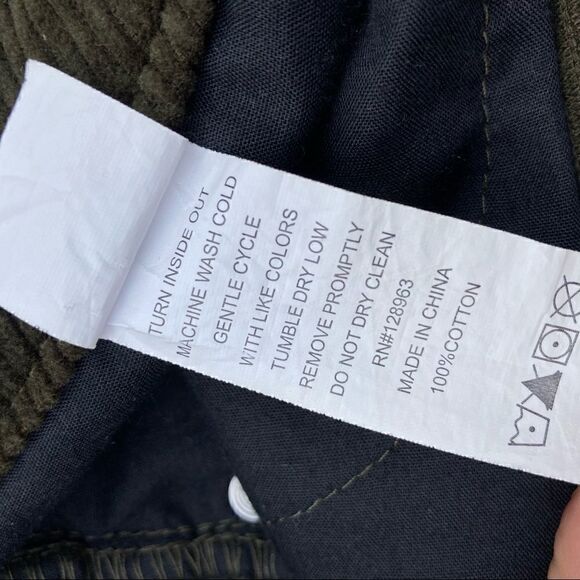 TURN INSIDE OUT
MACHINE WASH COLD
GENTLE CYCLE
WITH LIKE COLORS
TUMBLE DRY LOW
REMOVE PROMPTLY
DO NOT DRY CLEAN
RN#128963
MADE IN CHINA
100%COTTON